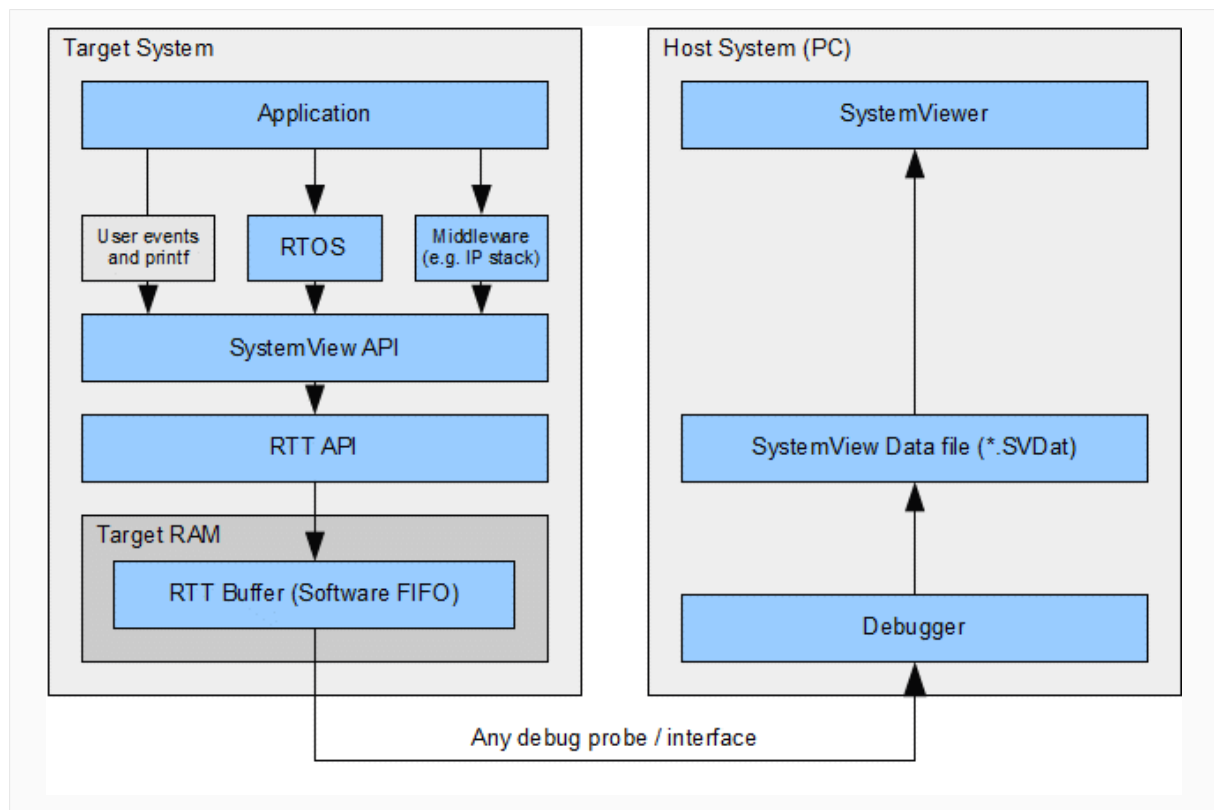 Target System
Application
User events
and printf
RTOS
Middleware
(e.g. IP stack)
SystemView API
RTT API
Target RAM
RTT Buffer (Software FIFO)
Host System (PC)
SystemViewer
SystemView Data file (*.SVDat)
Debugger
Any debug probe / interface